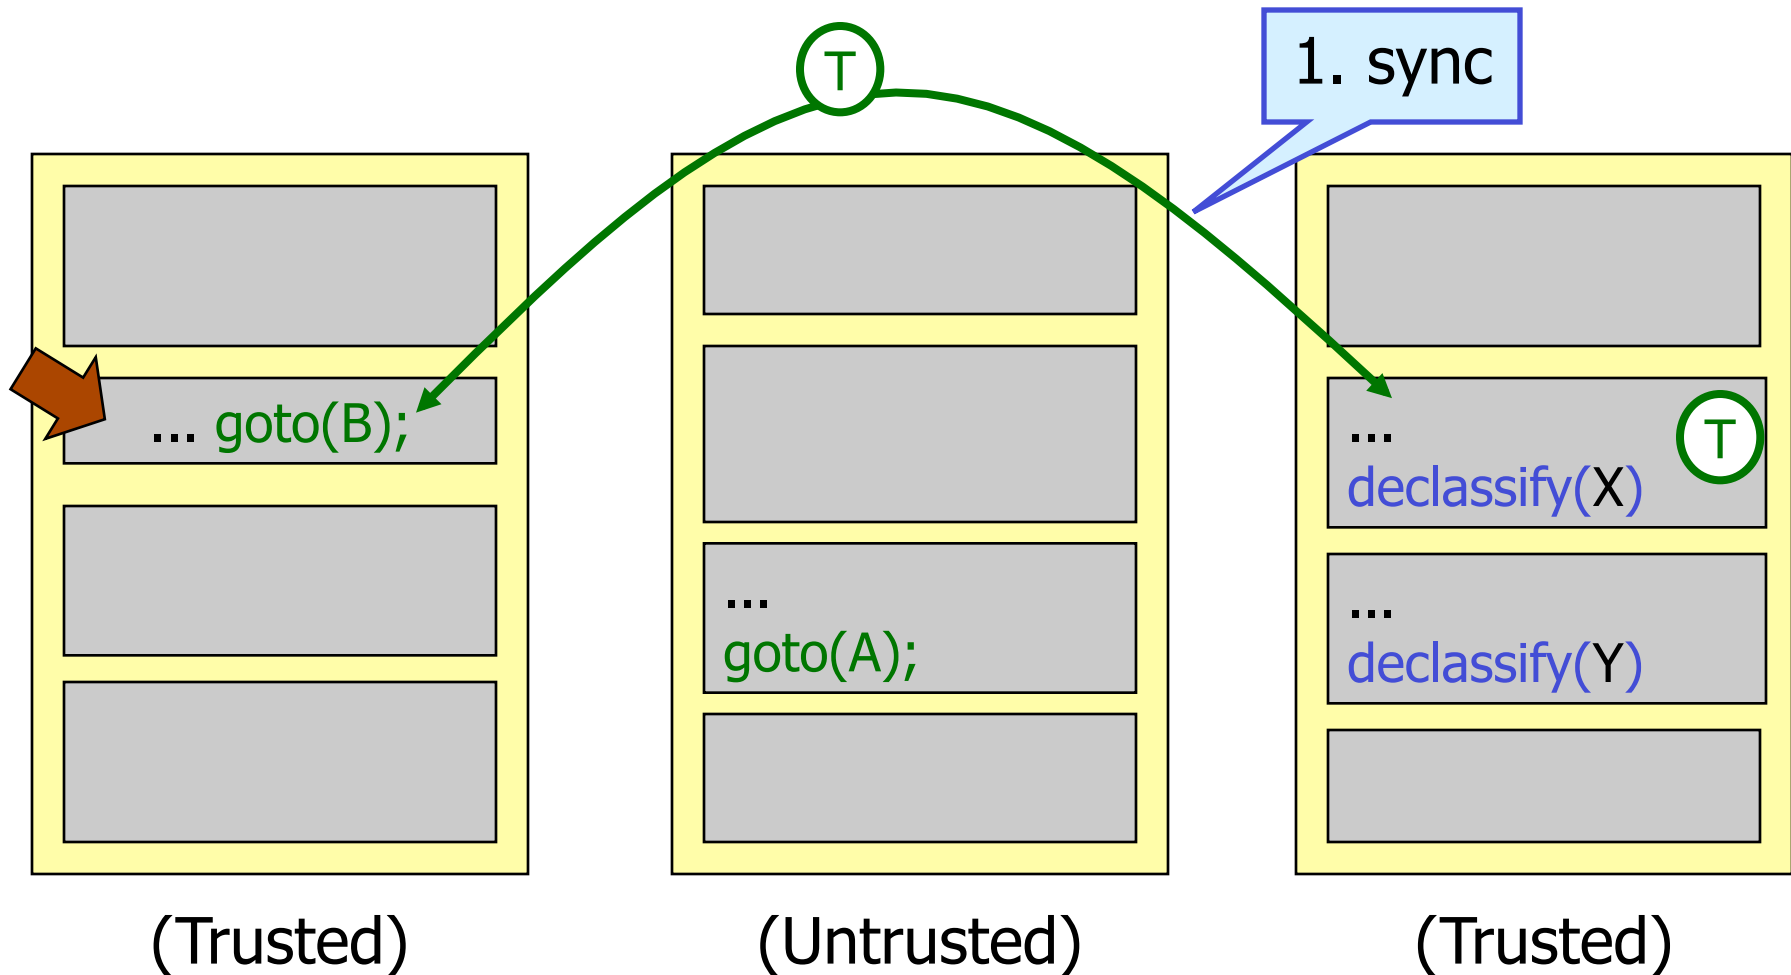 T
1. sync
... goto(B);
...
goto(A);
...
declassify(X)
T
...
declassify(Y)
(Trusted)
(Untrusted)
(Trusted)